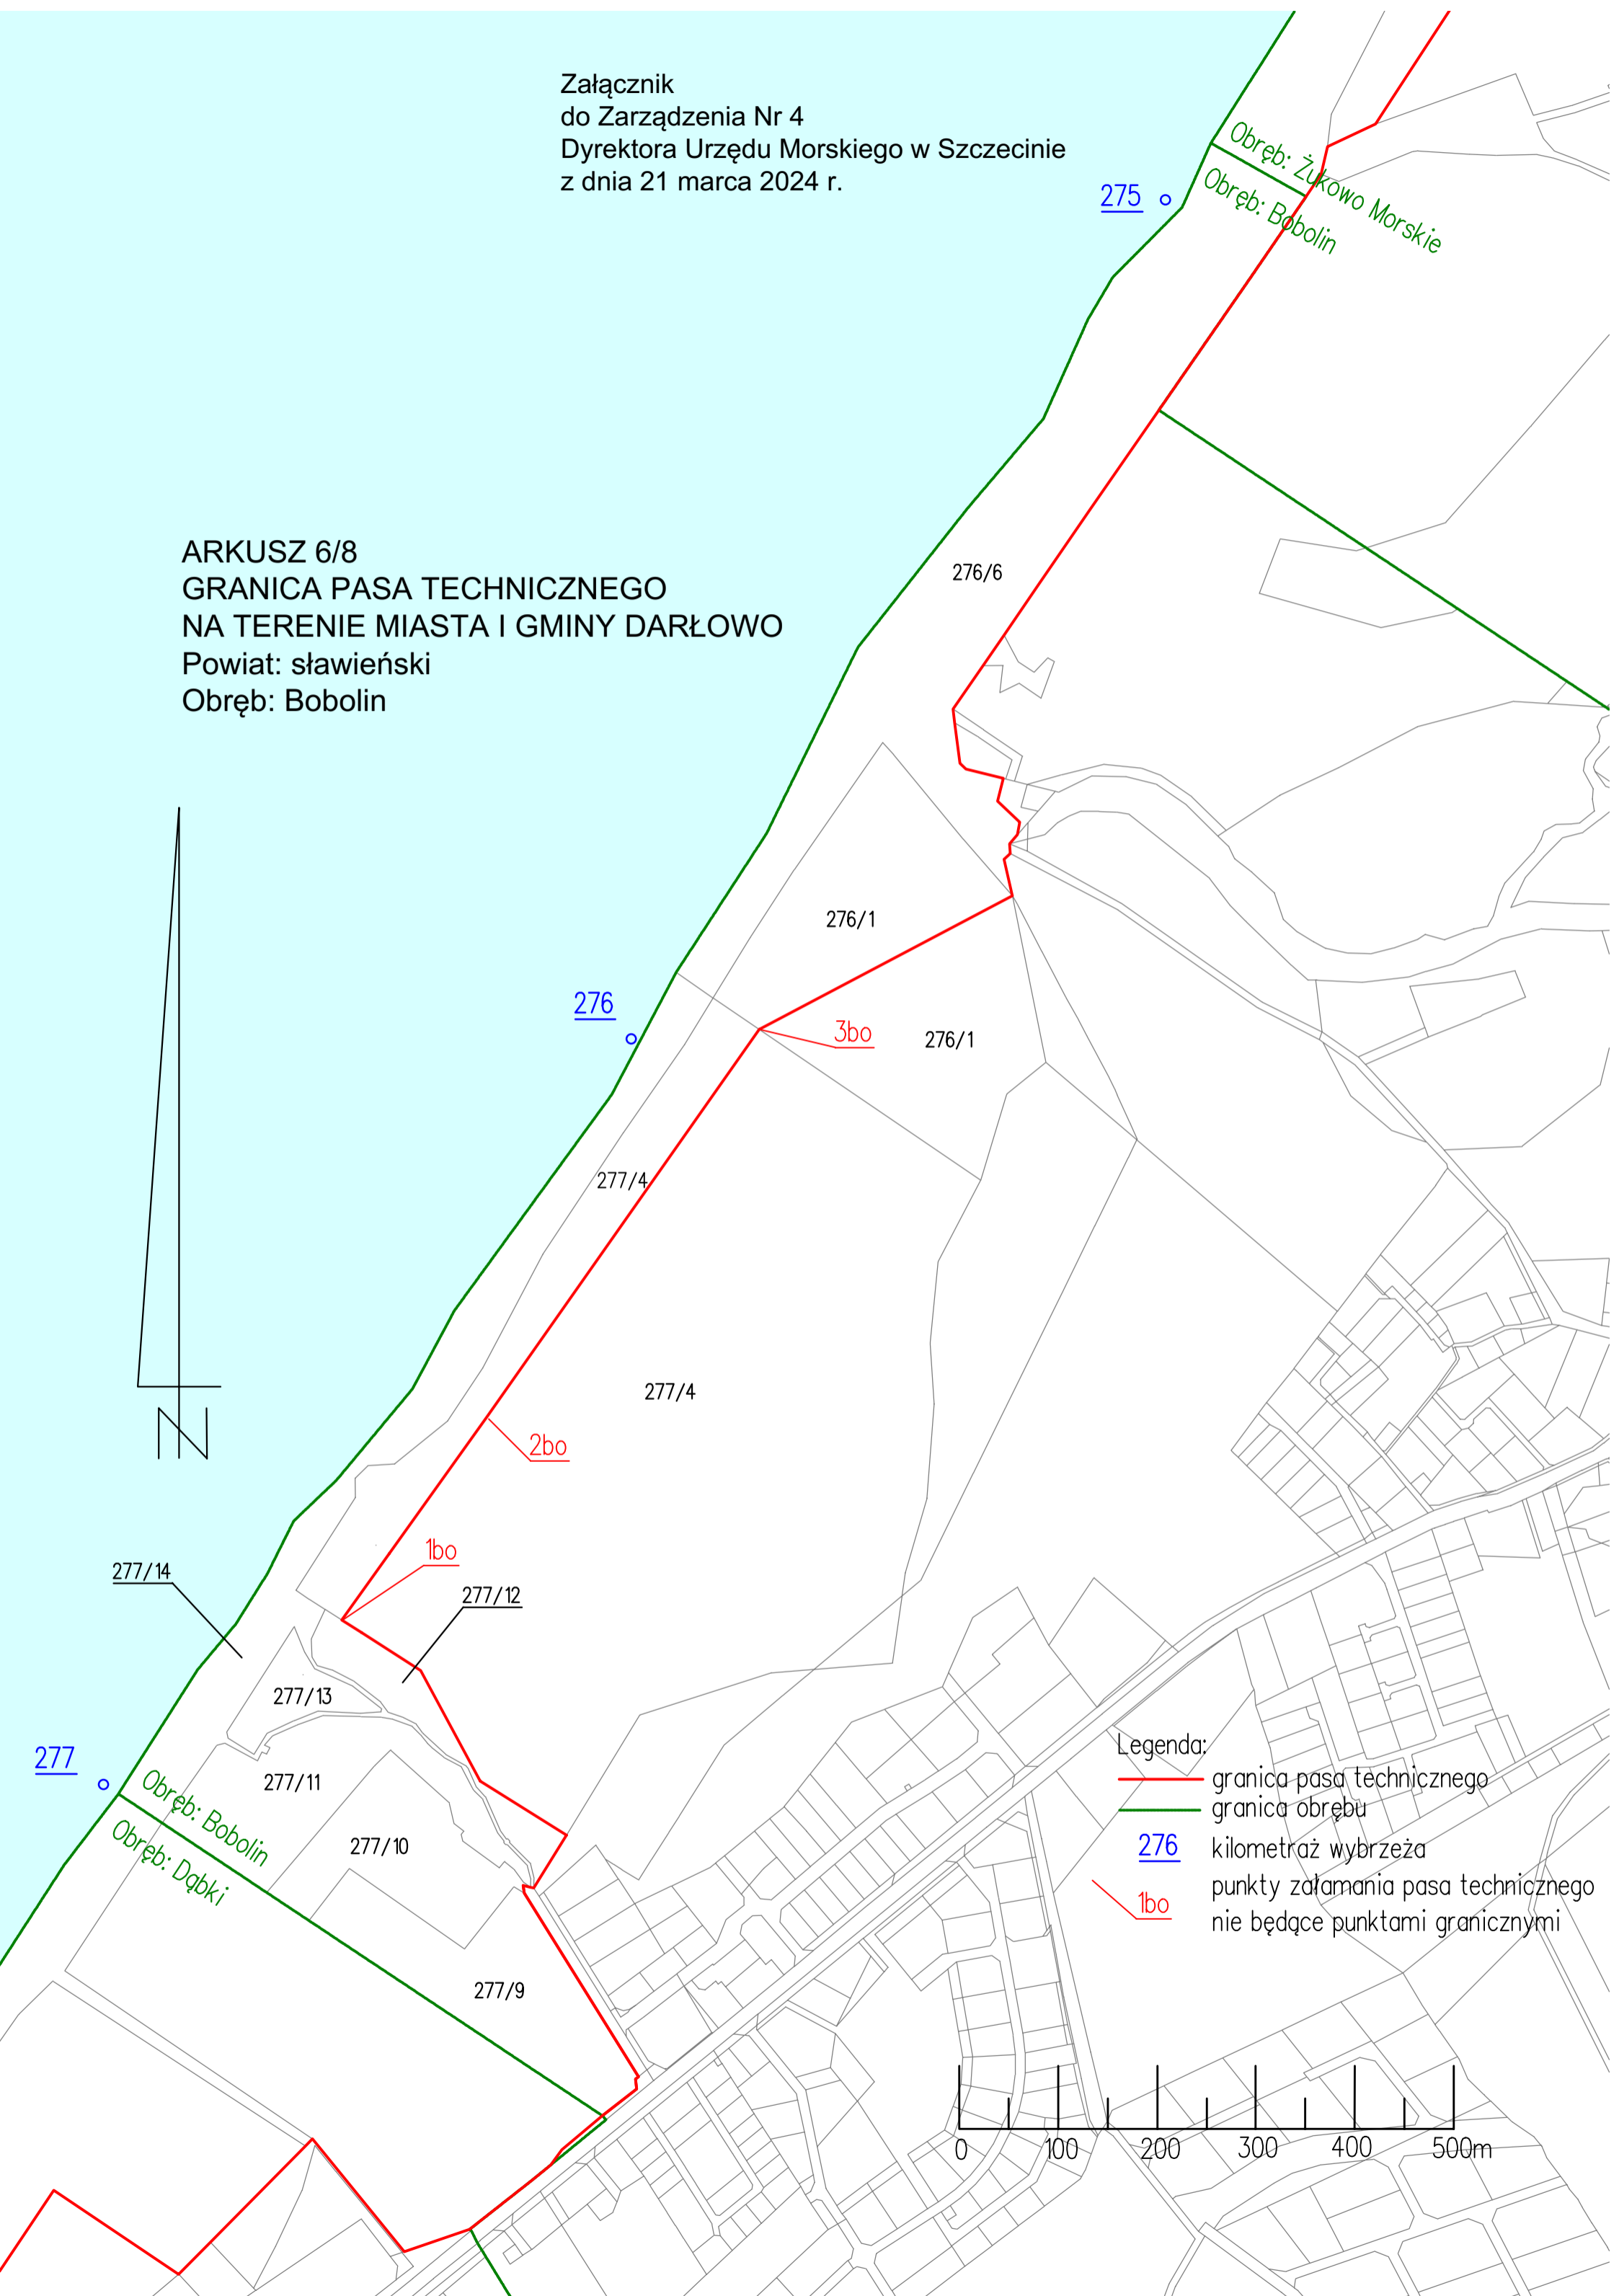 Załącznik
do Zarządzenia Nr 4
Dyrektora Urzędu Morskiego w Szczecinie
z dnia 21 marca 2024 r.
Obręb: Żukowo Morskie
Obręb: Bobolin
275
ARKUSZ 6/8
GRANICA PASA TECHNICZNEGO
NA TERENIE MIASTA I GMINY DARŁOWO
Powiat: sławieński
Obręb: Bobolin
276/6
276/1
276
3bo
276/1
277/4
277/4
2bo
N
1bo
277/14
277/12
277/13
277
277/11
Obręb: Bobolin
Obręb: Dąbki
277/10
277/9
Legenda:
granica pasa technicznego
granica obrębu
276 kilometraż wybrzeża
1bo punkty załamania pasa technicznego
nie będące punktami granicznymi
0 100 200 300 400 500m